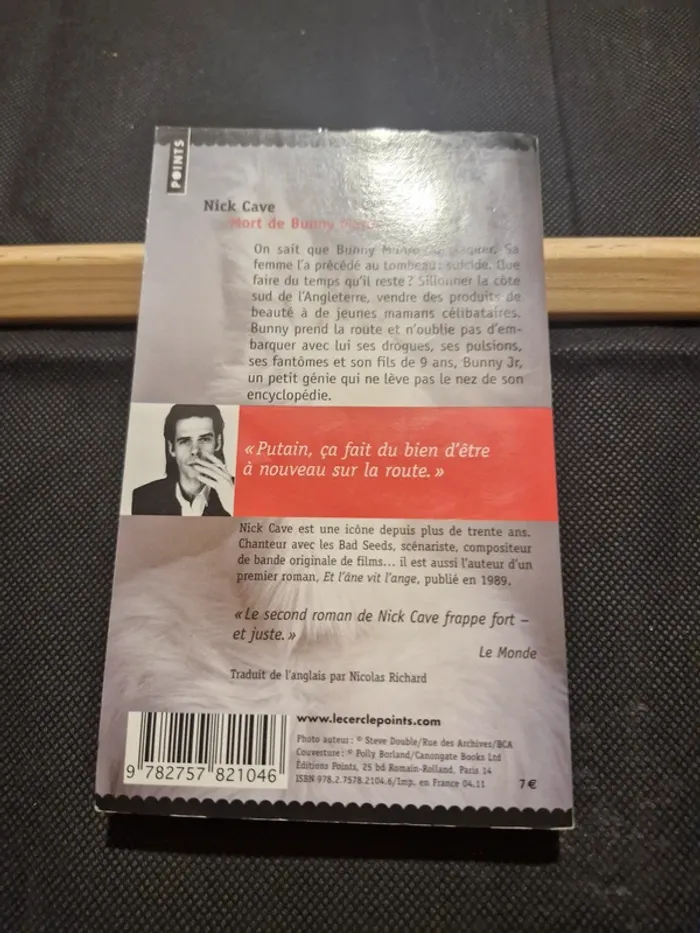 POINTS
Nick Cave
Mort de Bunny
On sait que Bunny Munro va Sa
femme l'a précédé au tombeau : suicide. Que
faire du temps qu'il reste ? Sillonner la côte
sud de l'Angleterre, vendre des produits de
beauté à de jeunes mamans célibataires.
Bunny prend la route et n'oublie pas d'em-
barquer avec lui ses drogues, ses pulsions,
ses fantômes et son fils de 9 ans, Bunny Jr,
un petit génie qui ne lève pas le nez de son
encyclopédie.
« Putain, ça fait du bien d'être
à nouveau sur la route. »
Nick Cave est une icône depuis plus de trente ans.
Chanteur avec les Bad Seeds, scénariste, compositeur
de bande originale de films... il est aussi l'auteur d'un
premier roman, Et l'âne vit l'ange, publié en 1989.
« Le second roman de Nick Cave frappe fort –
et juste. »
Le Monde
Traduit de l'anglais par Nicolas Richard
www.lecerclepoints.com
Photo auteur : © Steve Double/Rue des Archives/BCA
Couverture : © Polly Borland/Canongate Books Ltd
Éditions Points, 25 bd Romain-Rolland, Paris 14
ISBN 978.2.7578.2104.6/Imp. en France 04.11
7 €
9 782757 821046